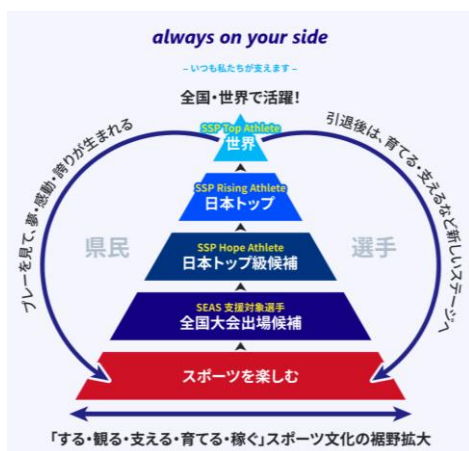 always on your side
– いつも私たちが支えます –
全国・世界で活躍！
SSP Top Athlete
世界
SSP Rising Athlete
日本トップ
SSP Hope Athlete
日本トップ級候補
SEAS 支援対象選手
全国大会出場候補
スポーツを楽しむ
県民
選手
プレーを見て、夢・感動・誇りが生まれる
引退後は、育てる・支えるなど新しいステージへ
「する・観る・支える・育てる・稼ぐ」スポーツ文化の裾野拡大